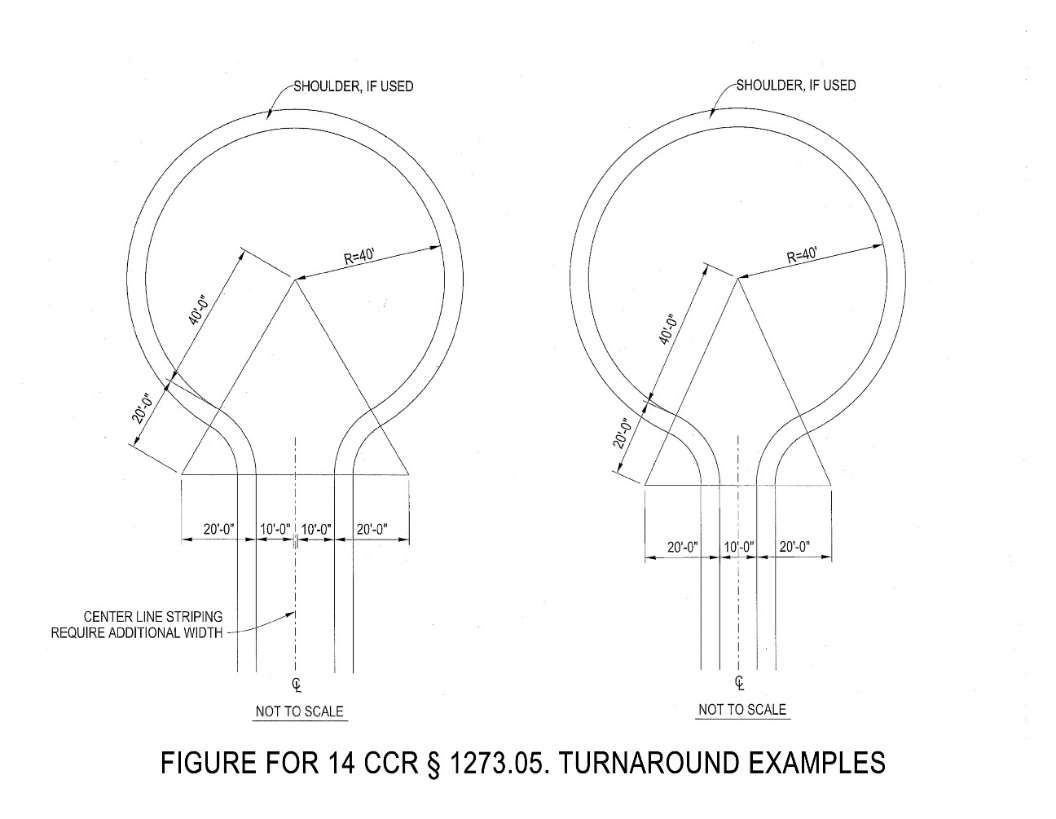 SHOULDER, IF USED
R=40'
40'-0"
20'-0"
20'-0" 10'-0" 10'-0" 20'-0"
CENTER LINE STRIPING
REQUIRE ADDITIONAL WIDTH
℄
NOT TO SCALE
SHOULDER, IF USED
R=40'
40'-0"
20'-0"
20'-0" 10'-0" 20'-0"
℄
NOT TO SCALE
FIGURE FOR 14 CCR § 1273.05. TURNAROUND EXAMPLES